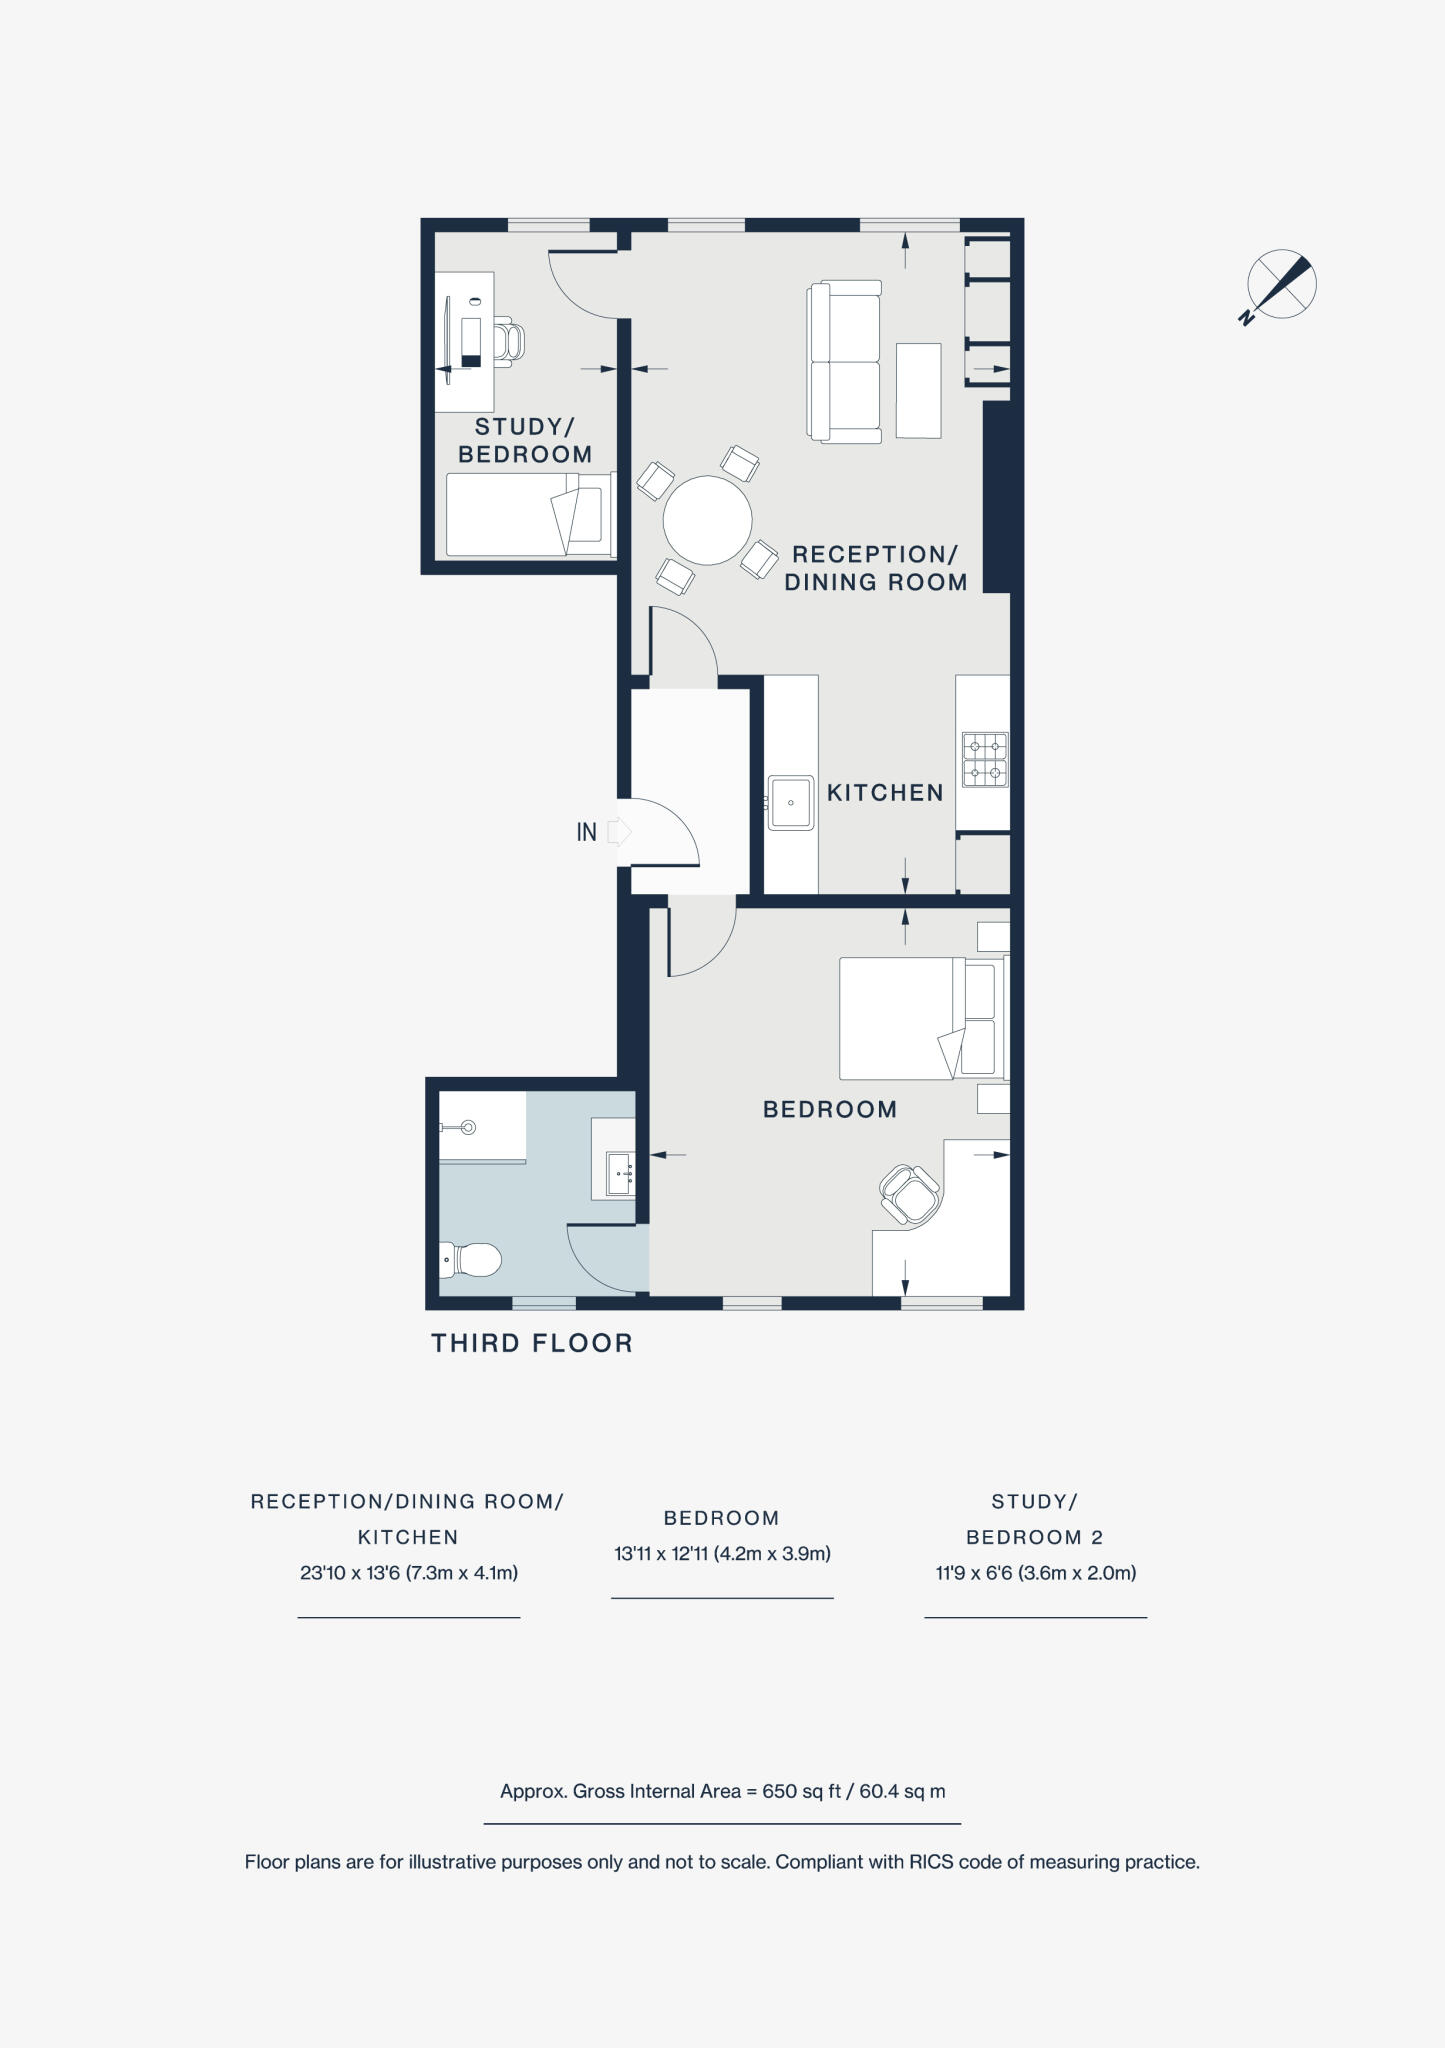 N
STUDY/
BEDROOM
RECEPTION/
DINING ROOM
KITCHEN
IN
BEDROOM
THIRD FLOOR
RECEPTION/DINING ROOM/
KITCHEN
23'10 x 13'6 (7.3m x 4.1m)
BEDROOM
13'11 x 12'11 (4.2m x 3.9m)
STUDY/
BEDROOM 2
11'9 x 6'6 (3.6m x 2.0m)
Approx. Gross Internal Area = 650 sq ft / 60.4 sq m
Floor plans are for illustrative purposes only and not to scale. Compliant with RICS code of measuring practice.